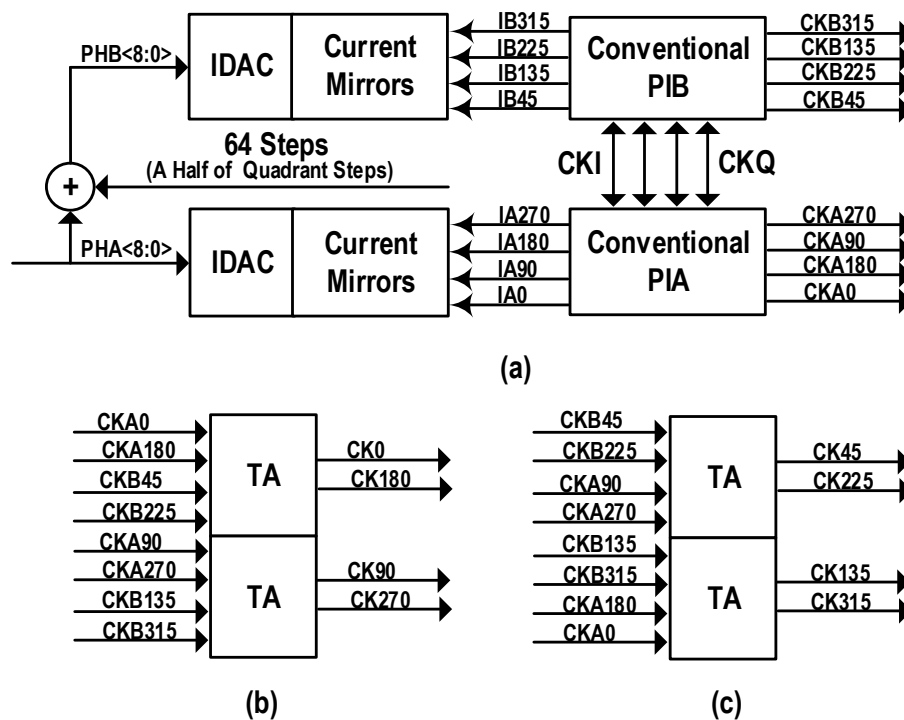 PHB<8:0>
IDAC
Current
Mirrors
IB315
IB225
IB135
IB45
Conventional
PIB
CKB315
CKB135
CKB225
CKB45
64 Steps
(A Half of Quadrant Steps)
+
CKI
CKQ
PHA<8:0>
IDAC
Current
Mirrors
IA270
IA180
IA90
IA0
Conventional
PIA
CKA270
CKA90
CKA180
CKA0
(a)
CKA0
CKA180
CKB45
CKB225
CKA90
CKA270
CKB135
CKB315
TA
TA
CK0
CK180
CK90
CK270
(b)
CKB45
CKB225
CKA90
CKA270
CKB135
CKB315
CKA180
CKA0
TA
TA
CK45
CK225
CK135
CK315
(c)